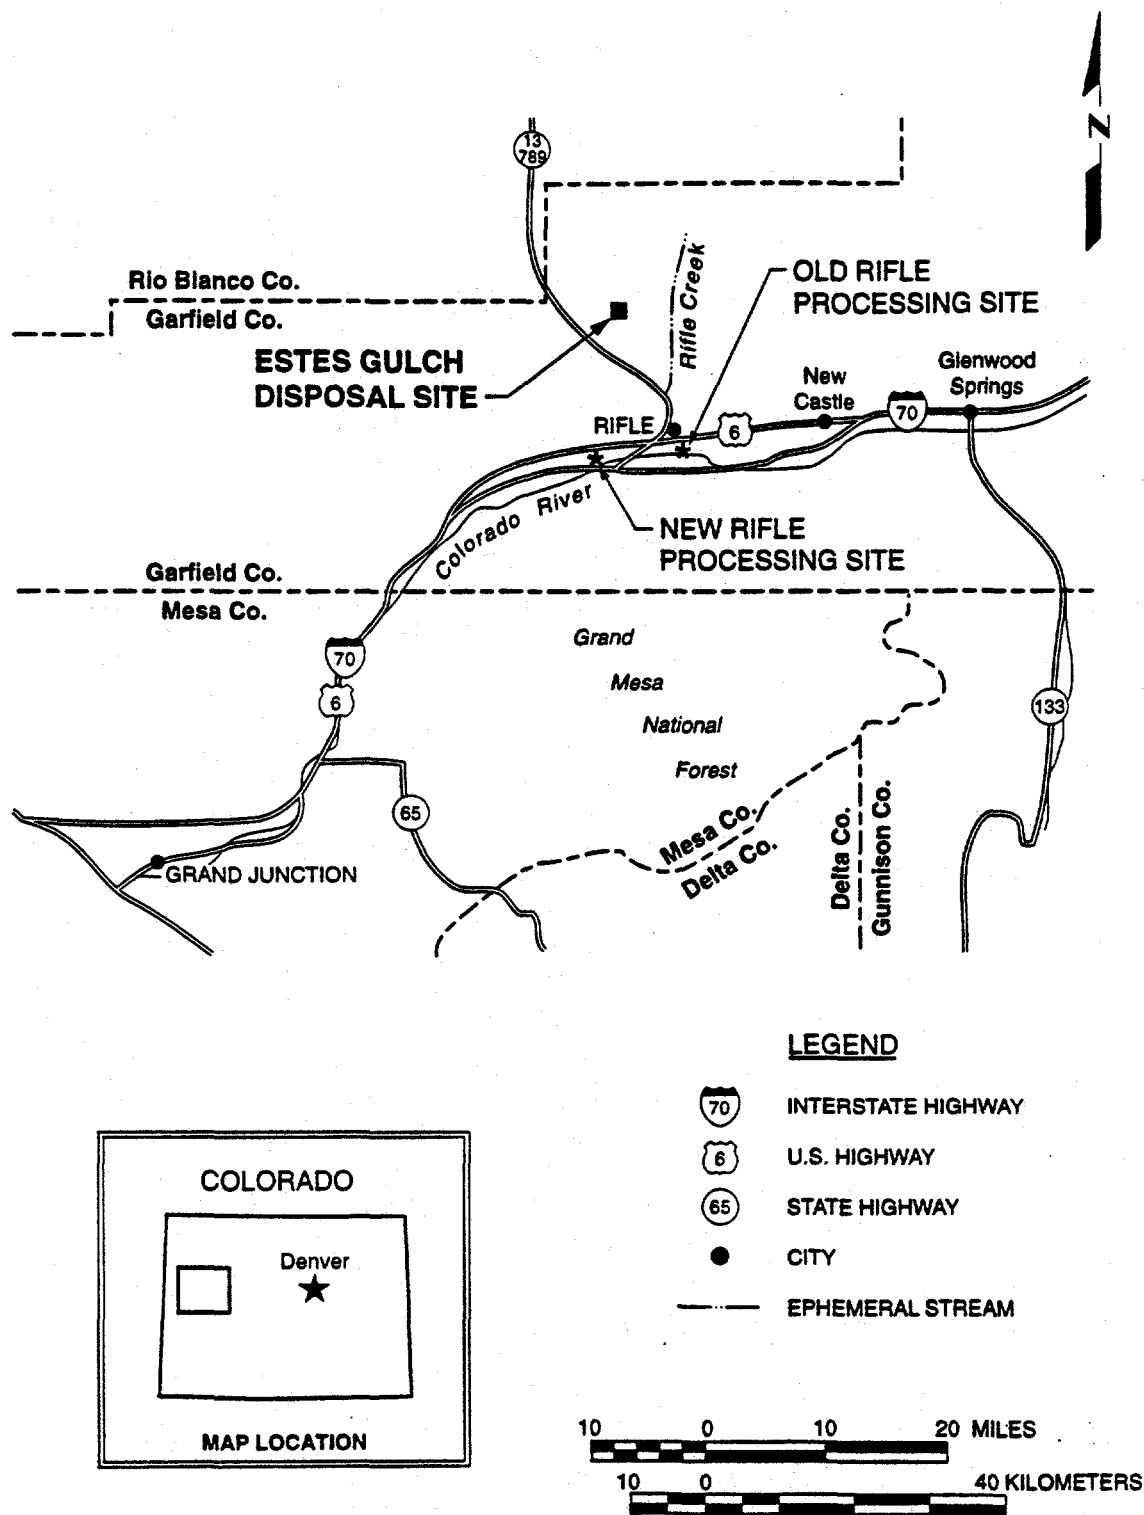 N
13
789
Rio Blanco Co.
Garfield Co.
Rifle Creek
OLD RIFLE
PROCESSING SITE
ESTES GULCH
DISPOSAL SITE
Glenwood
Springs
New
Castle
70
RIFLE
6
Colorado River
NEW RIFLE
PROCESSING SITE
Garfield Co.
Mesa Co.
Grand
Mesa
National
Forest
70
6
133
65
Mesa Co.
Delta Co.
Delta Co.
Gunnison Co.
GRAND JUNCTION
LEGEND
70 INTERSTATE HIGHWAY
6 U.S. HIGHWAY
65 STATE HIGHWAY
CITY
EPHEMERAL STREAM
COLORADO
Denver
MAP LOCATION
10 0 10 20 MILES
10 0 40 KILOMETERS